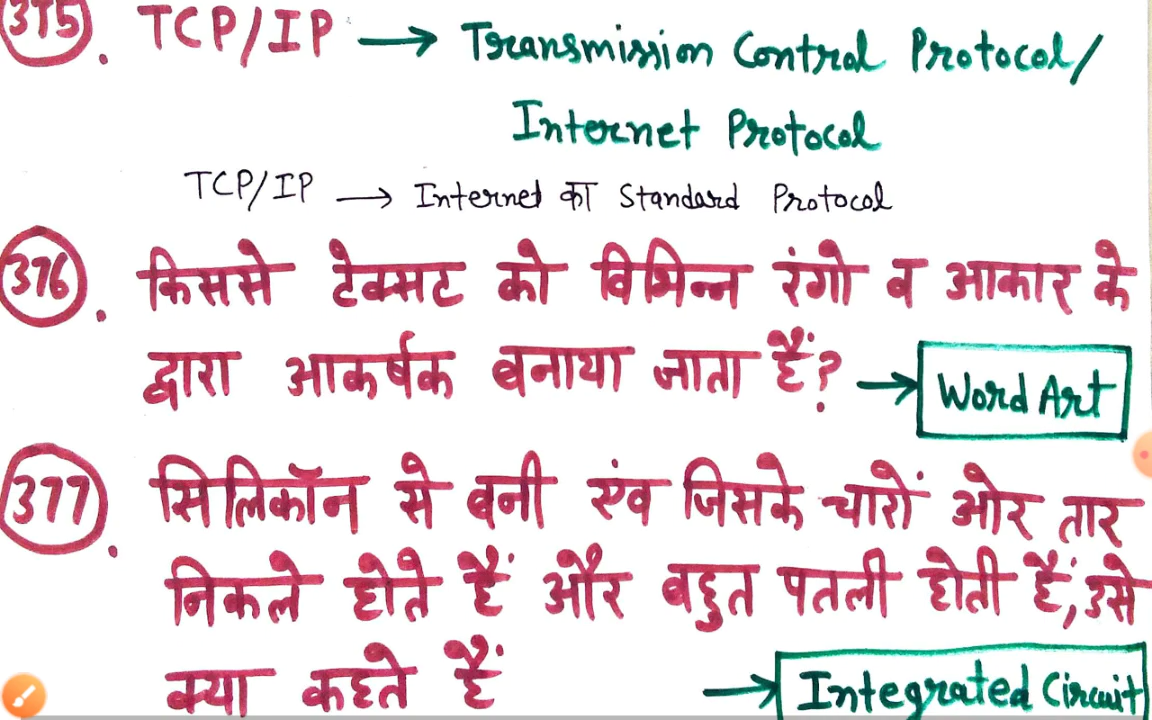 375. TCP/IP → Transmission Control Protocol/
Internet Protocol
TCP/IP → Internet का Standard Protocol
376. किससे टेक्सट को विभिन्न रंगो व आकार के
द्वारा आकर्षक बनाया जाता हैं? → Word Art
377. सिलिकॉन से बनी एंव जिसके चारों ओर तार
निकले होते हैं और बहुत पतली होती हैं, उसे
क्या कहते हैं → Integrated Circuit